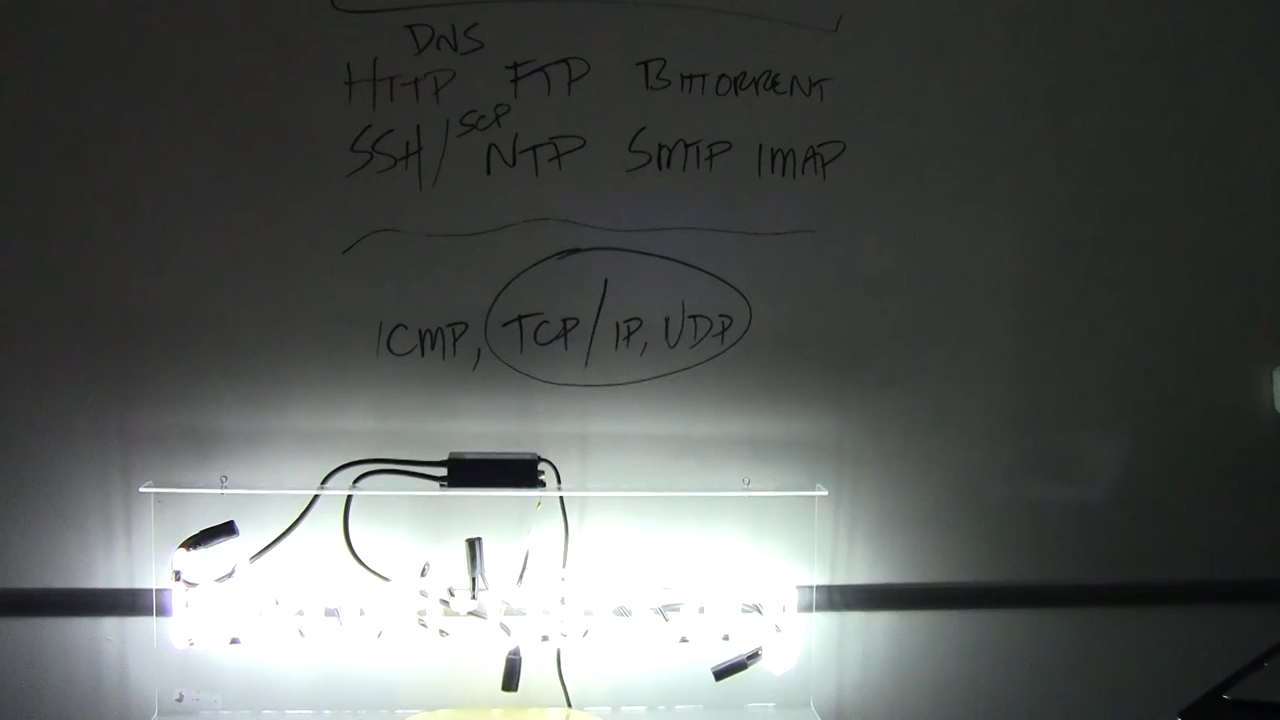 DNS
HTTP FTP BITTORRENT
SSH/SCP NTP SMTP IMAP
ICMP, TCP/IP, UDP